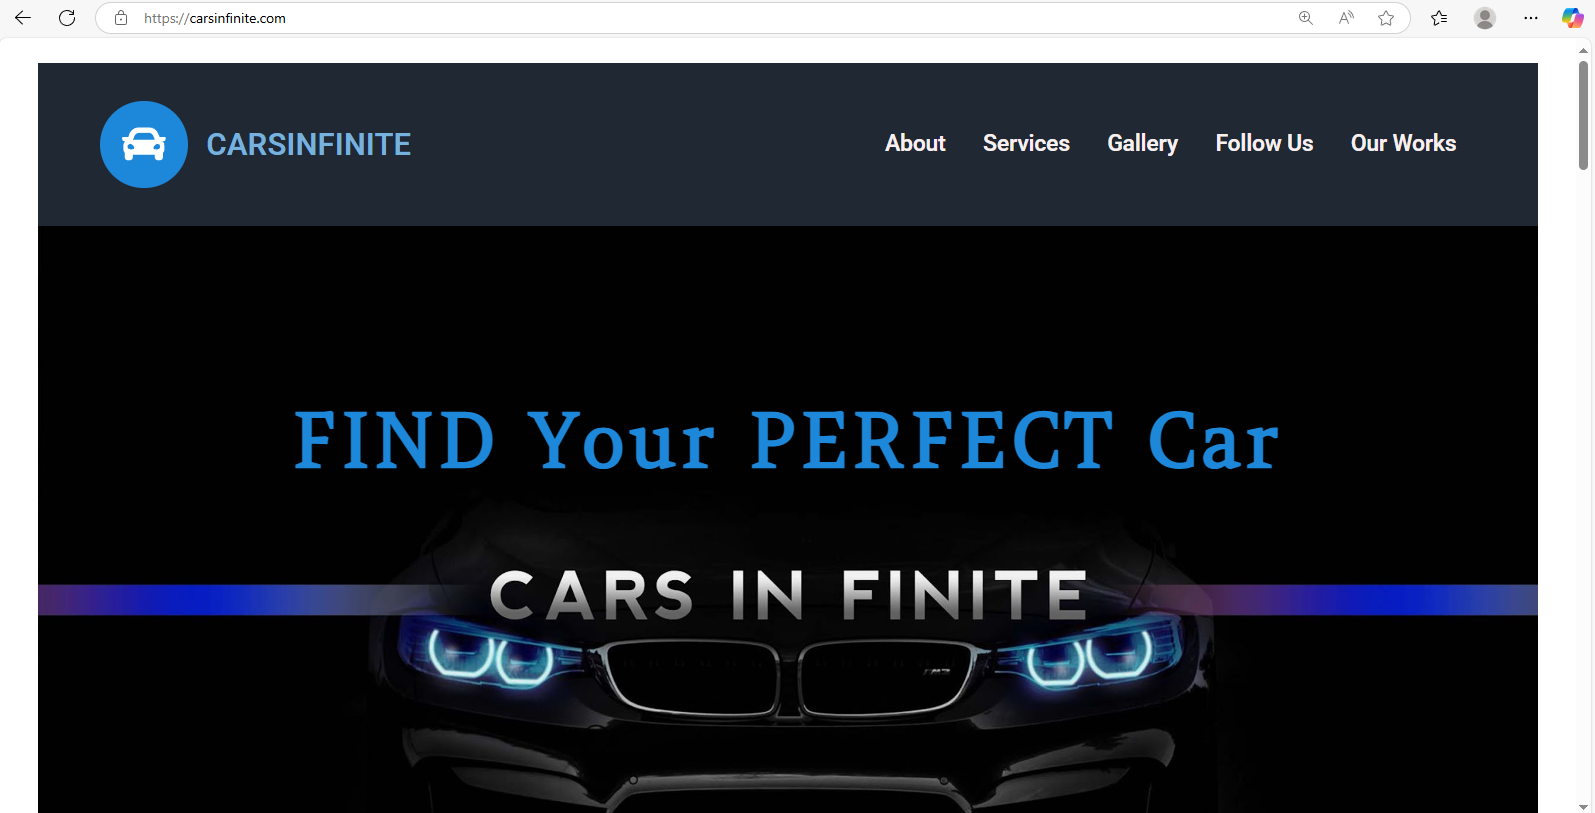 https://carsinfinite.com
CARSINFINITE
About Services Gallery Follow Us Our Works
FIND Your PERFECT Car
CARS IN FINITE